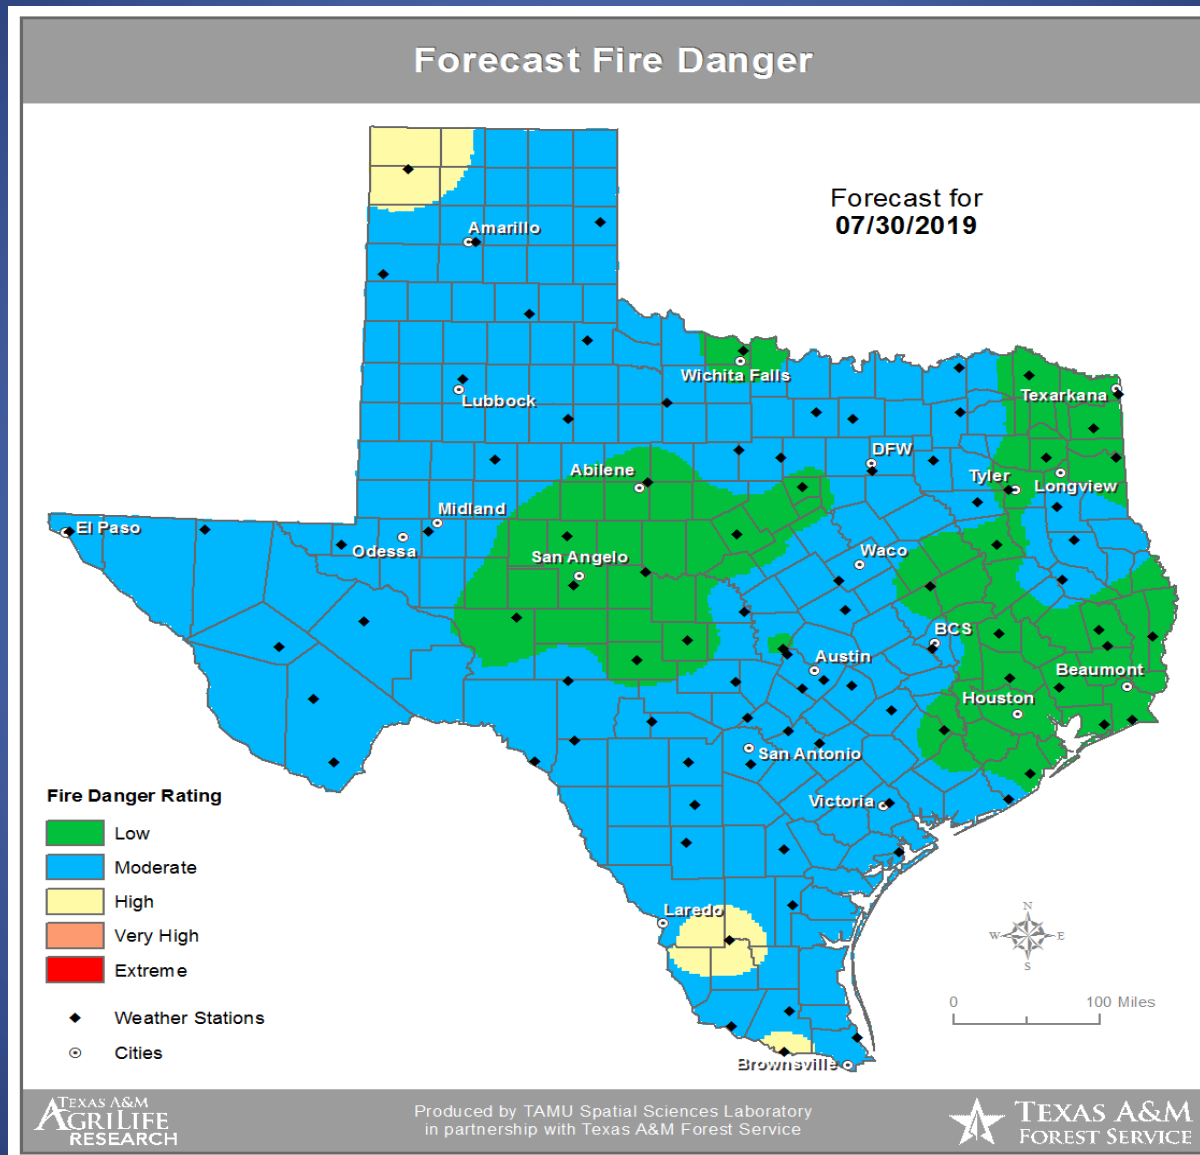 Forecast Fire Danger
Forecast for
07/30/2019
Amarillo
Wichita Falls
Lubbock
Texarkana
DFW
Abilene
Tyler
Longview
Midland
El Paso
Odessa
San Angelo
Waco
BCS
Austin
Beaumont
Houston
San Antonio
Victoria
Fire Danger Rating
Low
Moderate
High
Very High
Extreme
Weather Stations
Cities
Laredo
Brownsville
N
W E
S
0 100 Miles
TEXAS A&M
AGRILIFE
RESEARCH
Produced by TAMU Spatial Sciences Laboratory
in partnership with Texas A&M Forest Service
TEXAS A&M
FOREST SERVICE